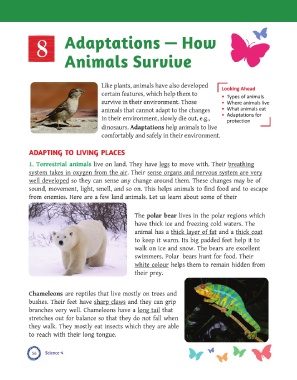 8
Adaptations — How
Animals Survive
Like plants, animals have also developed
certain features, which help them to
survive in their environment. Those
animals that cannot adapt to the changes
in their environment, slowly die out, e.g.,
dinosaurs. Adaptations help animals to live
comfortably and safely in their environment.
Looking Ahead
• Types of animals
• Where animals live
• What animals eat
• Adaptations for
protection
ADAPTING TO LIVING PLACES
1. Terrestrial animals live on land. They have legs to move with. Their breathing
system takes in oxygen from the air. Their sense organs and nervous system are very
well developed so they can sense any change around them. These changes may be of
sound, movement, light, smell, and so on. This helps animals to find food and to escape
from enemies. Here are a few land animals. Let us learn about some of their
The polar bear lives in the polar regions which
have thick ice and freezing cold waters. The
animal has a thick layer of fat and a thick coat
to keep it warm. Its big padded feet help it to
walk on ice and snow. The bears are excellent
swimmers. Polar bears hunt for food. Their
white colour helps them to remain hidden from
their prey.
Chameleons are reptiles that live mostly on trees and
bushes. Their feet have sharp claws and they can grip
branches very well. Chameleons have a long tail that
stretches out for balance so that they do not fall when
they walk. They mostly eat insects which they are able
to reach with their long tongue.
56 Science 4